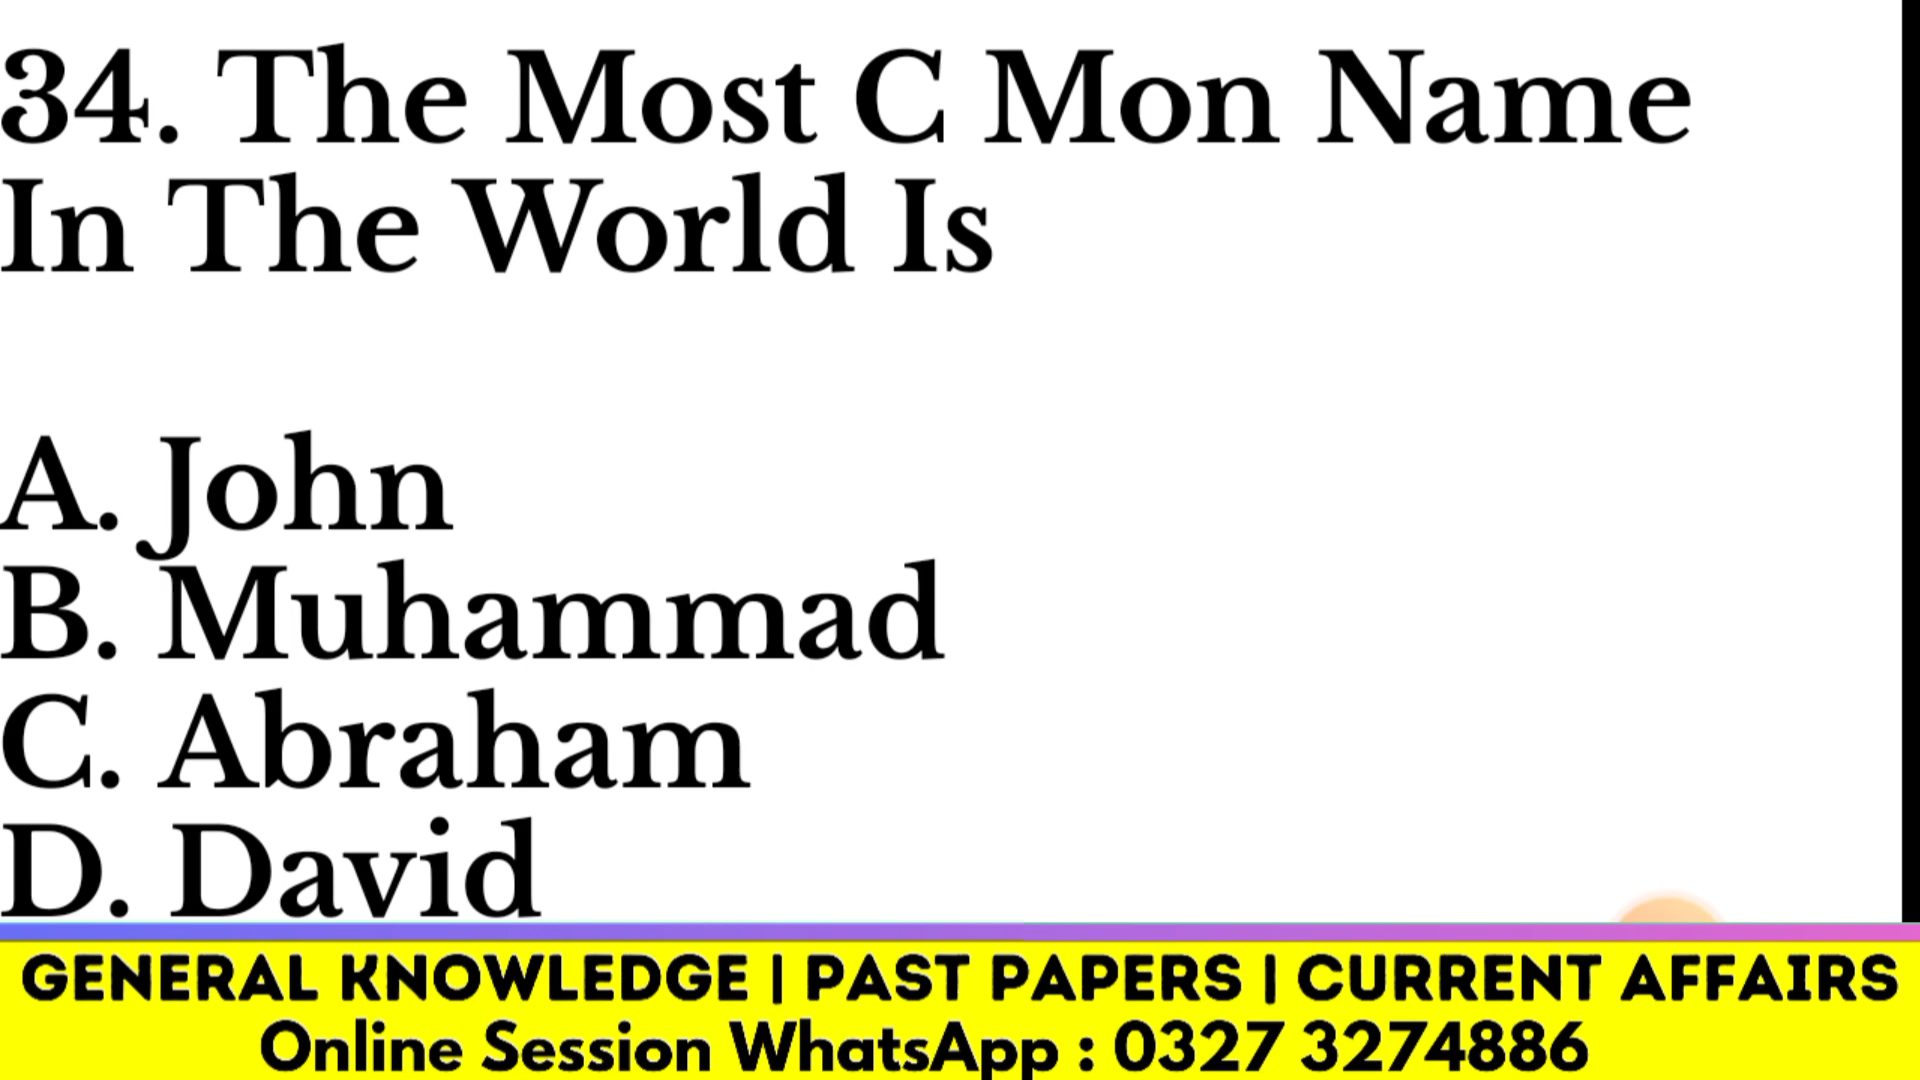 34. The Most C Mon Name
In The World Is
A. John
B. Muhammad
C. Abraham
D. David
GENERAL KNOWLEDGE | PAST PAPERS | CURRENT AFFAIRS
Online Session WhatsApp : 0327 3274886